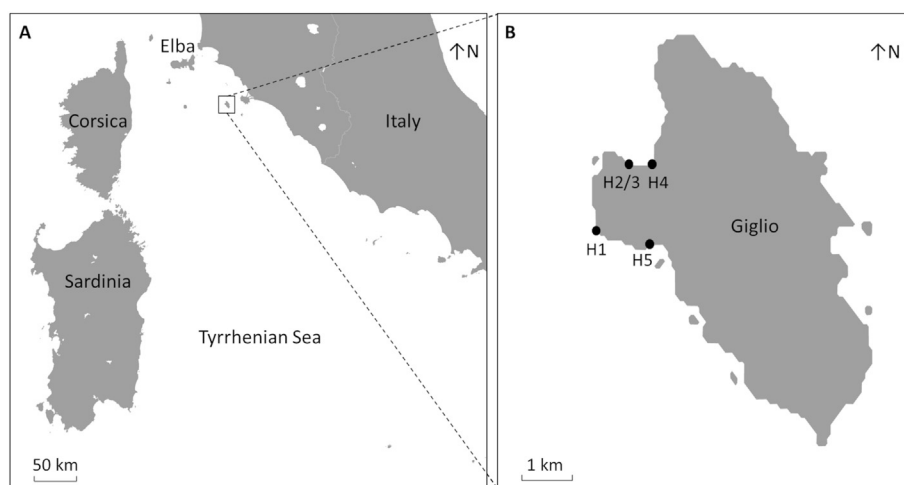 A
Elba
↑N
Corsica
Italy
Sardinia
Tyrrhenian Sea
50 km
B
↑N
H2/3 H4
Giglio
H1
H5
1 km